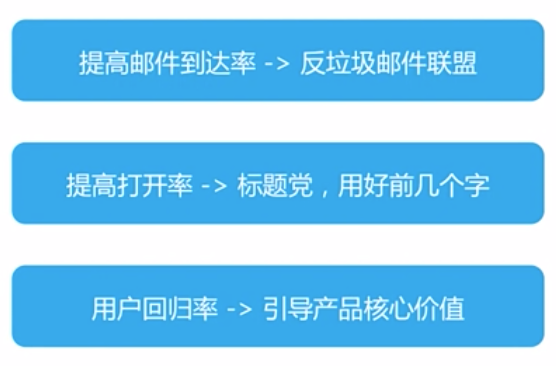 提高邮件到达率 -> 反垃圾邮件联盟
提高打开率 -> 标题党，用好前几个字
用户回归率 -> 引导产品核心价值